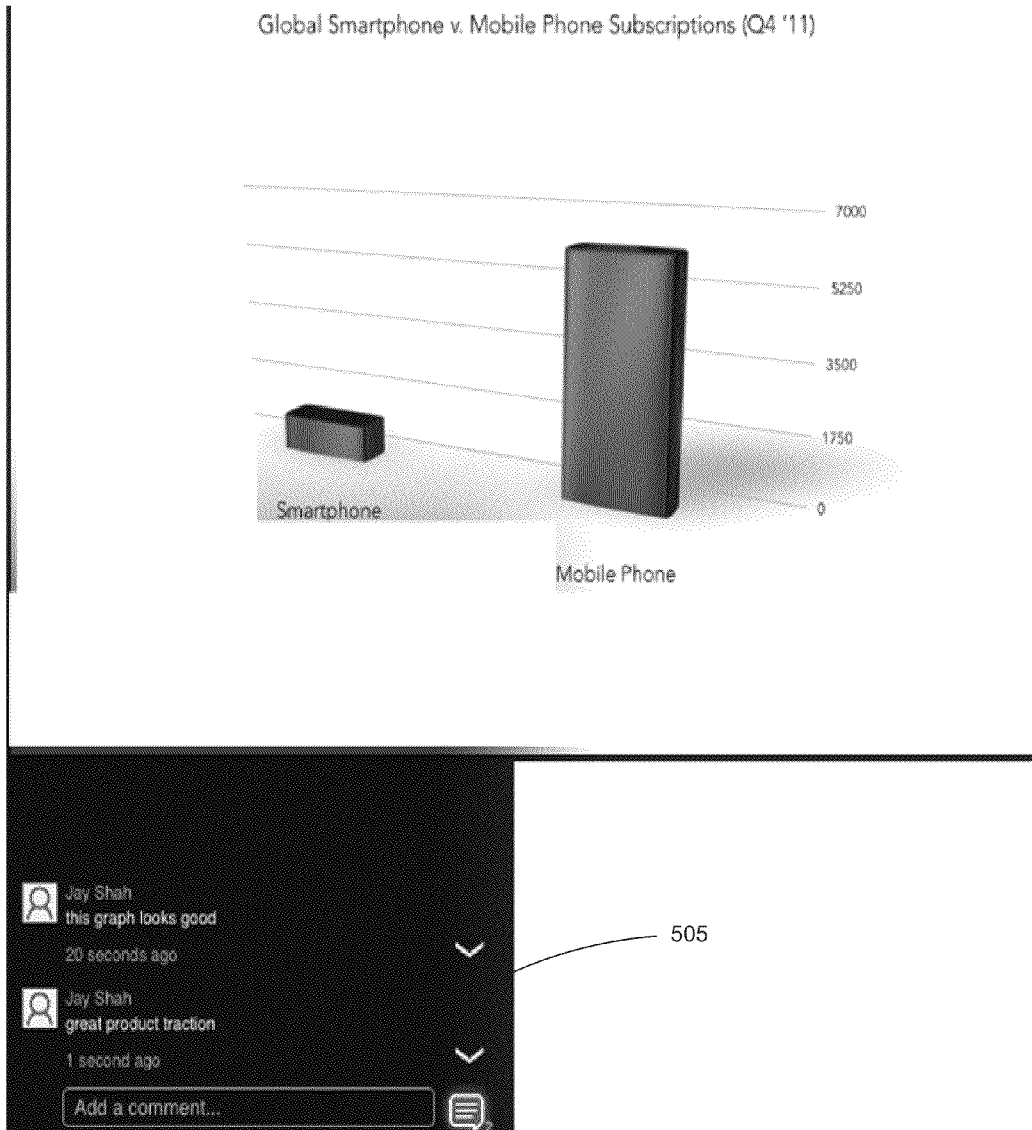 Global Smartphone v. Mobile Phone Subscriptions (Q4 '11)
7000
5250
3500
1750
0
Smartphone
Mobile Phone
Jay Shah
this graph looks good
20 seconds ago
505
Jay Shah
great product traction
1 second ago
Add a comment...